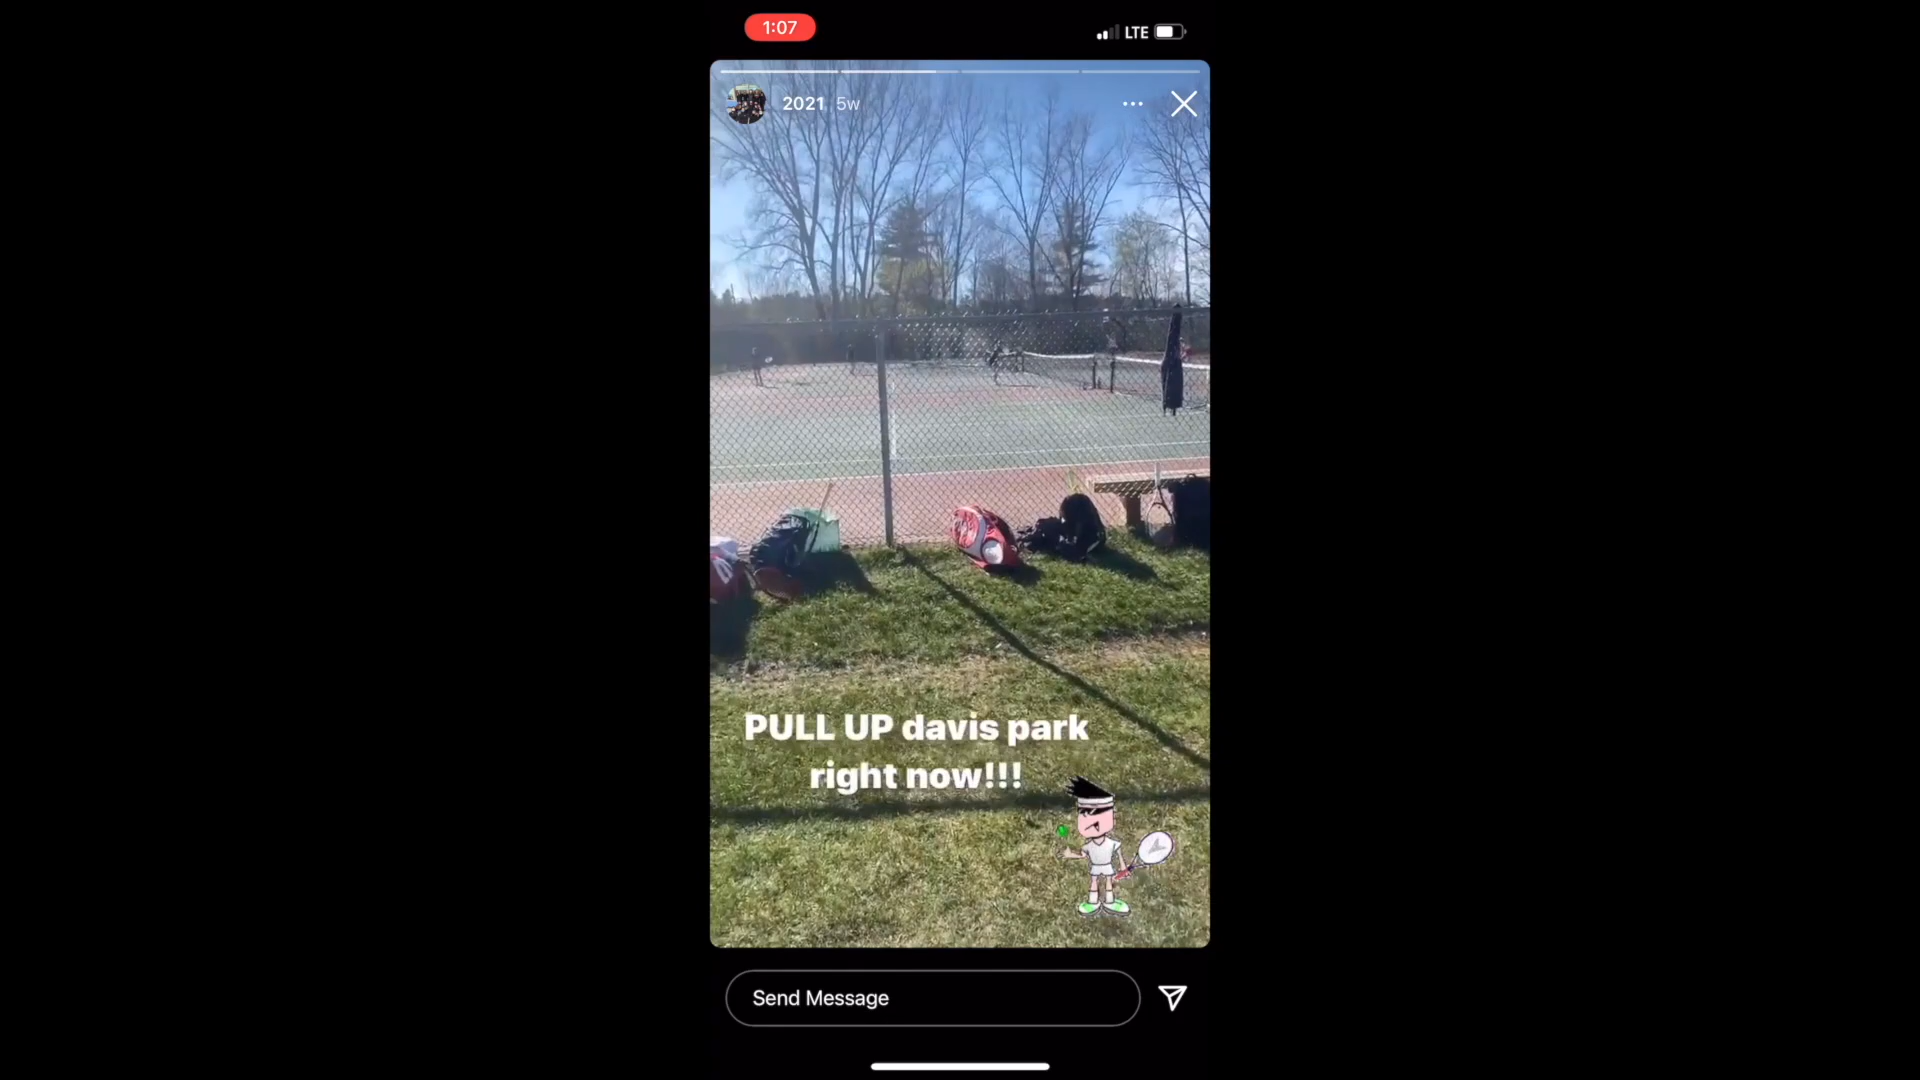 1:07
LTE
2021 5w
PULL UP davis park
right now!!!
Send Message